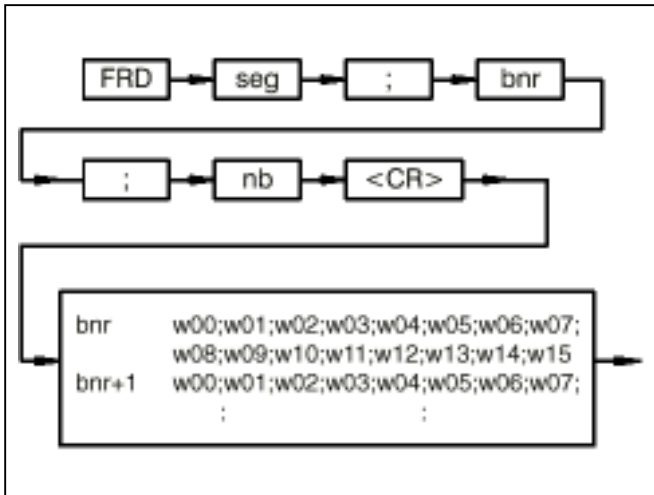 FRD seg ; bnr
; nb <CR>
bnr w00;w01;w02;w03;w04;w05;w06;w07;
w08;w09;w10;w11;w12;w13;w14;w15
bnr+1 w00;w01;w02;w03;w04;w05;w06;w07;
: :